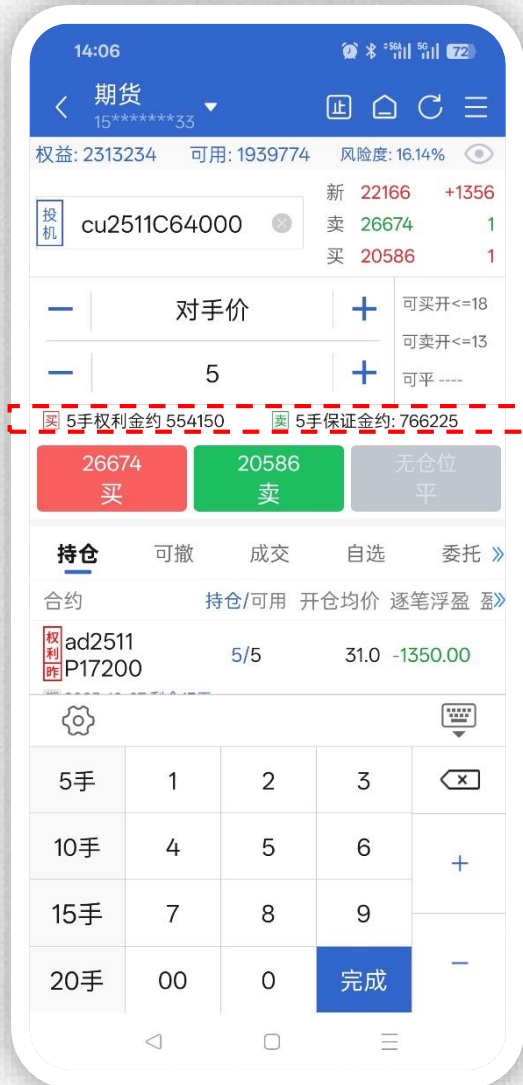 14:06 5GA 5G 72
期货
15*******33
止
权益: 2313234 可用: 1939774 风险度: 16.14%
投机 cu2511C64000
新 22166 +1356
卖 26674 1
买 20586 1
对手价
可买开<=18
可卖开<=13
5
可平 ----
买 5手权利金约 554150 卖 5手保证金约: 766225
26674 20586 无仓位
买 卖 平
持仓 可撤 成交 自选 委托
合约 持仓/可用 开仓均价 逐笔浮盈 盈
权利昨 ad2511P17200 5/5 31.0 -1350.00
5手 1 2 3
10手 4 5 6 +
15手 7 8 9
20手 00 0 完成 −